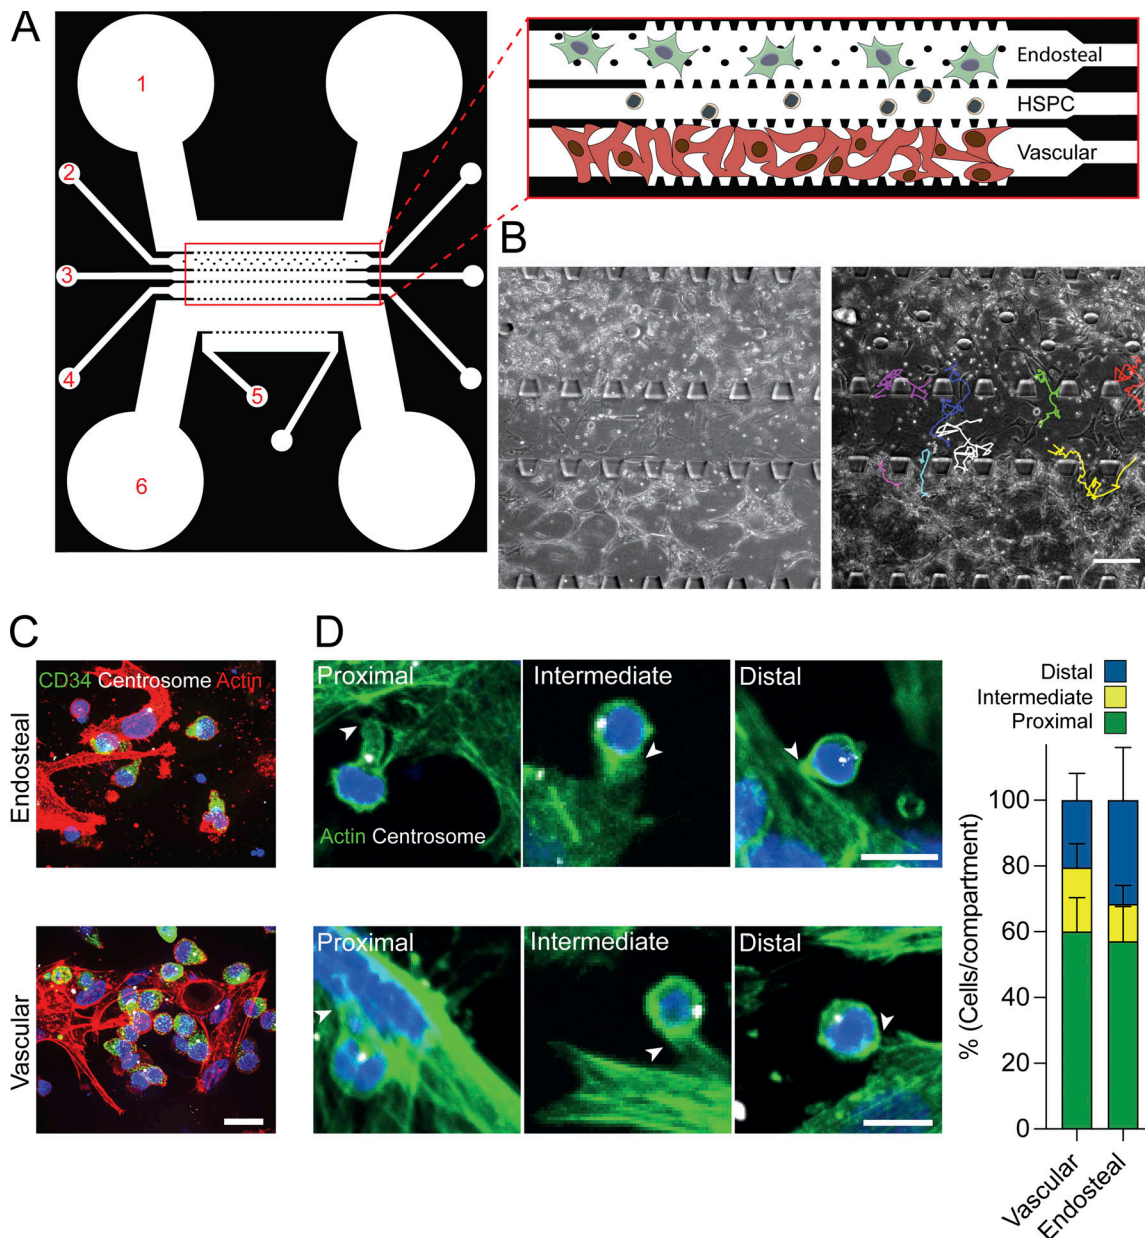 A
1
2
3
4
5
6
Endosteal
HSPC
Vascular
B
C
CD34 Centrosome Actin
Endosteal
Vascular
D
Proximal
Intermediate
Distal
Actin Centrosome
Proximal
Intermediate
Distal
Distal
Intermediate
Proximal
% (Cells/compartment)
100
80
60
40
20
0
Vascular
Endosteal